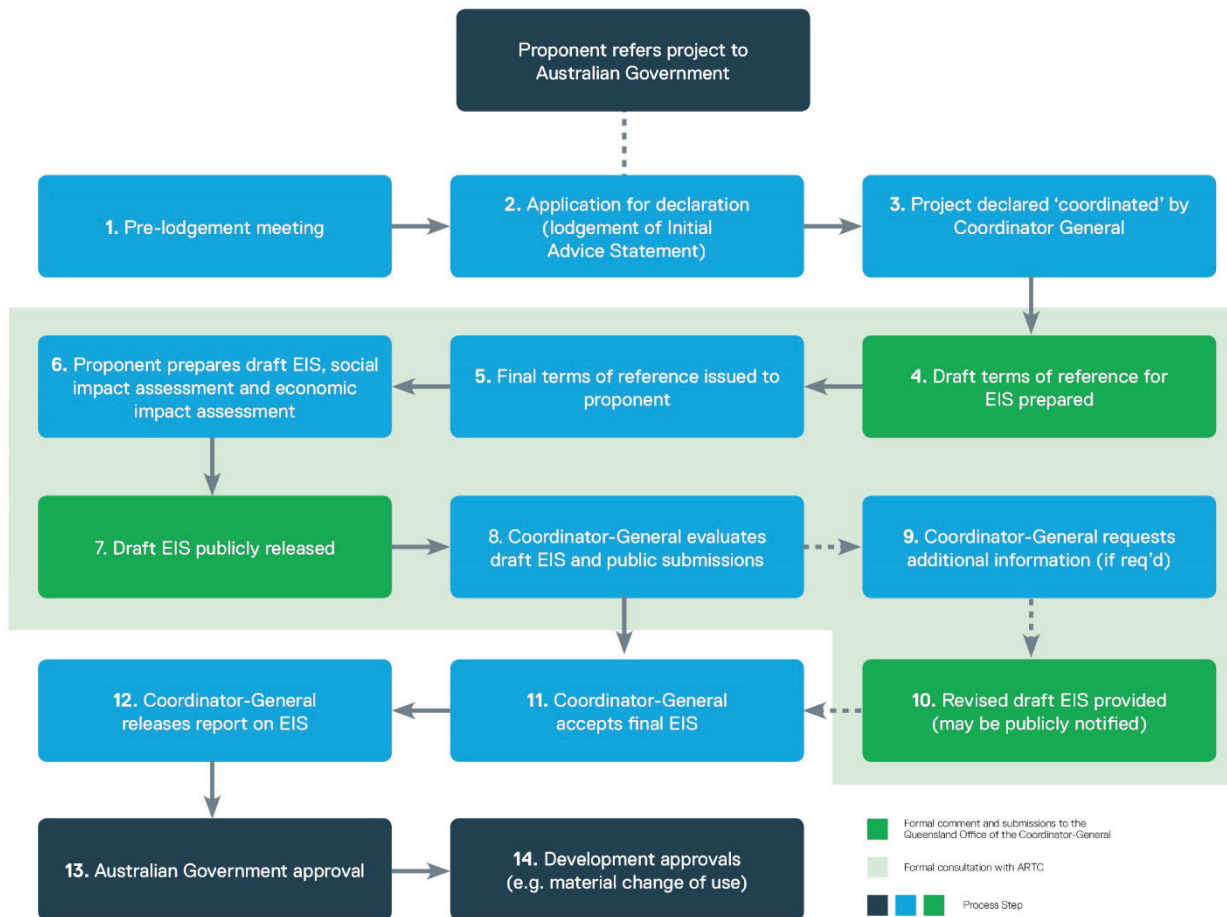 Proponent refers project to
Australian Government
1. Pre-lodgement meeting
2. Application for declaration
(lodgement of Initial
Advice Statement)
3. Project declared ‘coordinated’ by
Coordinator General
6. Proponent prepares draft EIS, social
impact assessment and economic
impact assessment
5. Final terms of reference issued to
proponent
4. Draft terms of reference for
EIS prepared
7. Draft EIS publicly released
8. Coordinator-General evaluates
draft EIS and public submissions
9. Coordinator-General requests
additional information (if req’d)
12. Coordinator-General
releases report on EIS
11. Coordinator-General
accepts final EIS
10. Revised draft EIS provided
(may be publicly notified)
13. Australian Government approval
14. Development approvals
(e.g. material change of use)
Formal comment and submissions to the
Queensland Office of the Coordinator-General
Formal consultation with ARTC
Process Step